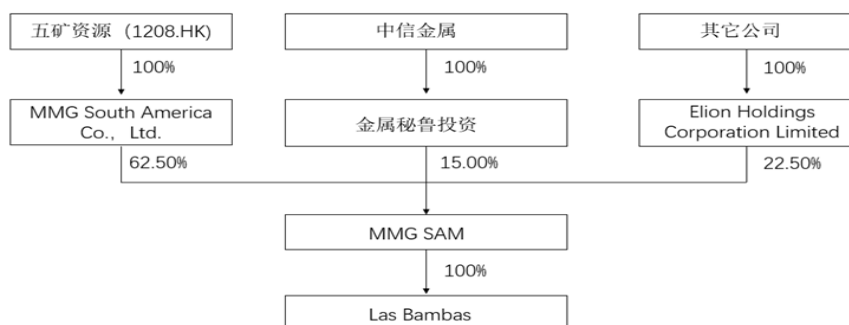 五矿资源（1208.HK)
中信金属
其它公司
100%
100%
100%
MMG South America
Co.， Ltd.
金属秘鲁投资
Elion Holdings
Corporation Limited
62.50%
15.00%
22.50%
MMG SAM
100%
Las Bambas